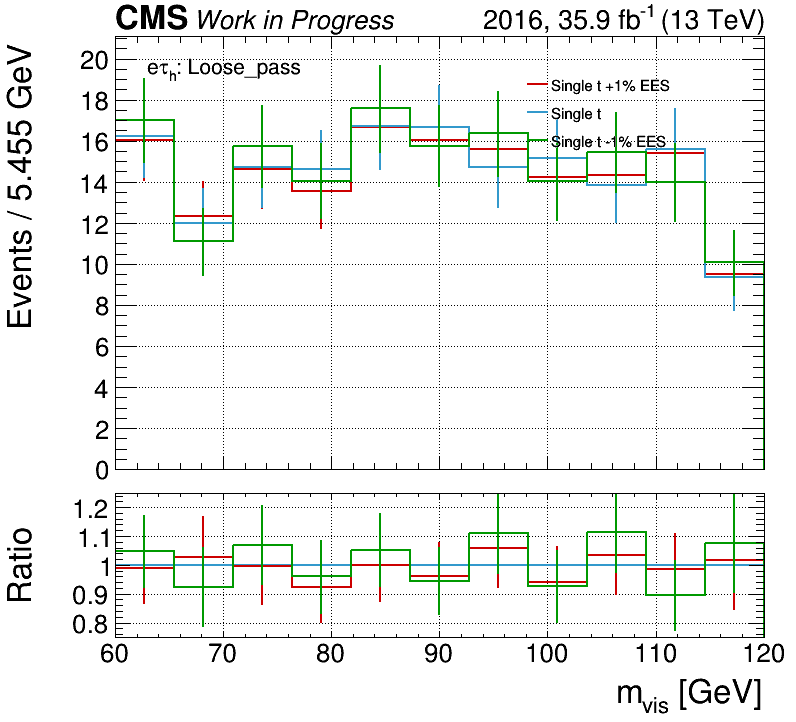 CMS Work in Progress 2016, 35.9 fb-1 (13 TeV)
eτh: Loose_pass
Single t +1% EES
Single t
Single t -1% EES
Events / 5.455 GeV
20
18
16
14
12
10
8
6
4
2
0
Ratio
1.2
1.1
1
0.9
0.8
60 70 80 90 100 110 120
mvis [GeV]